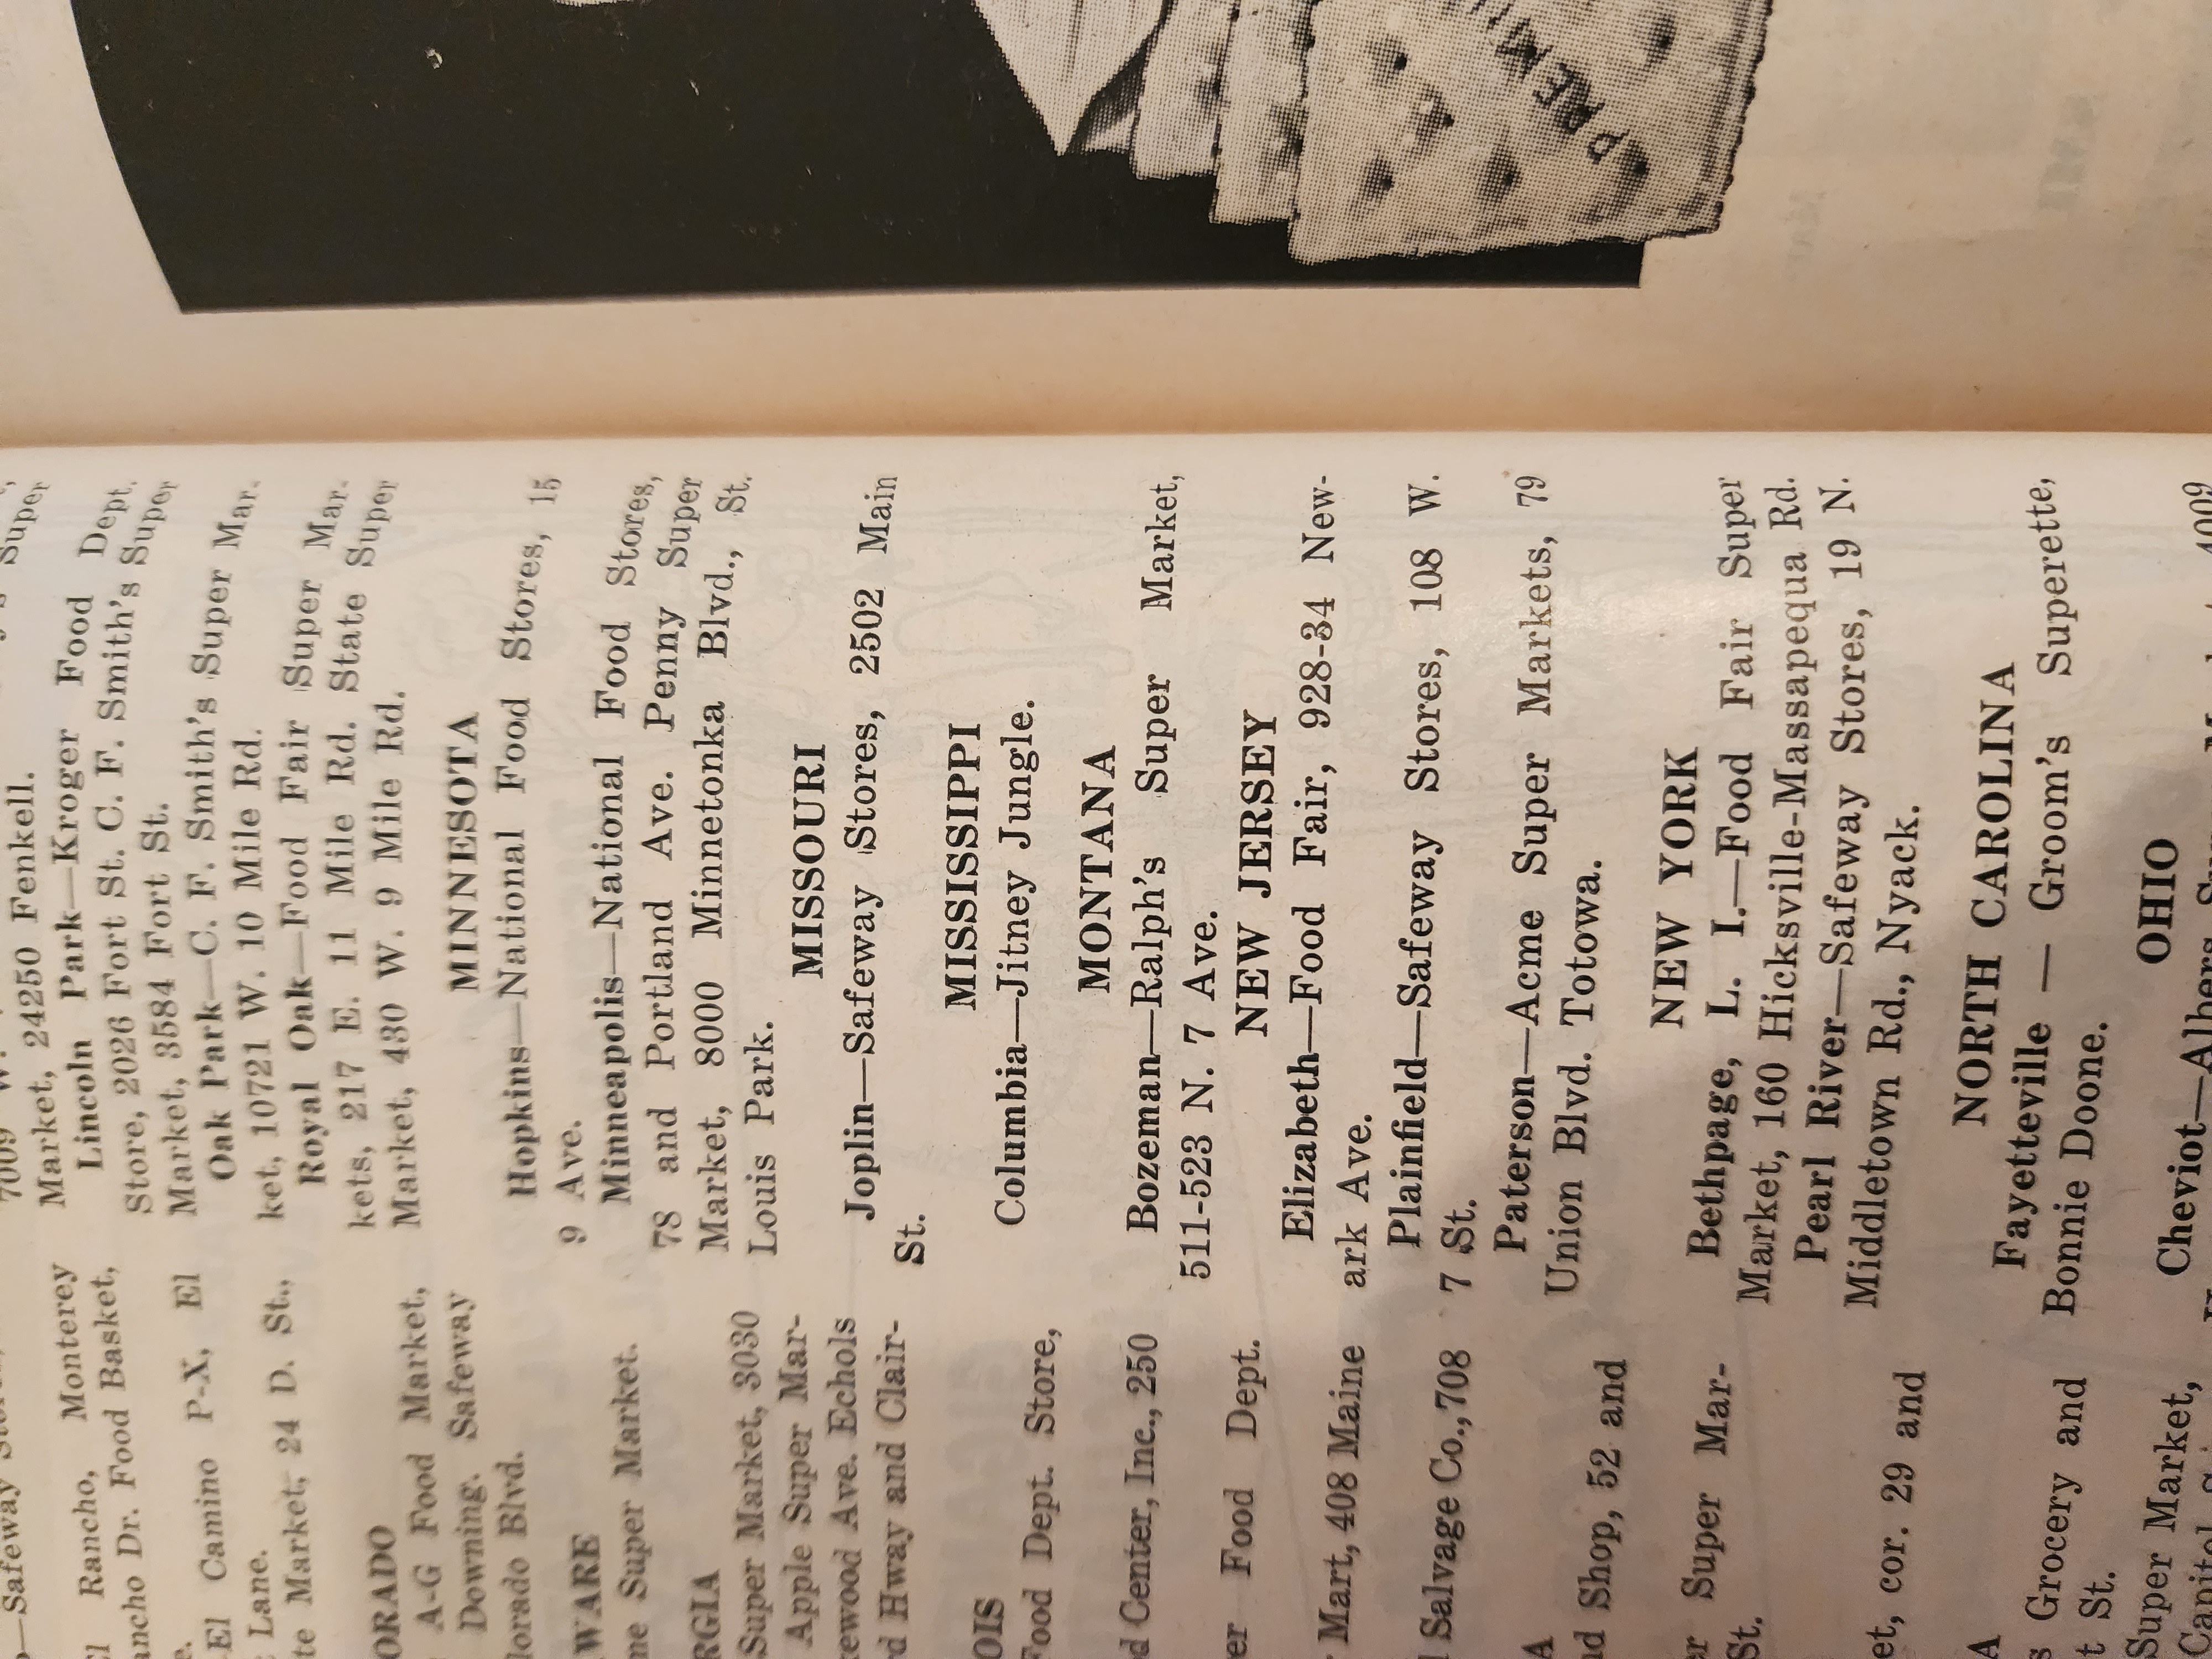 Monterey
Rancho,
ancho Dr. Food Basket,
El Camino P-X, El
Lane.
te Market, 24 D. St.,
ORADO
A-G Food Market,
Downing. Safeway
lorado Blvd.
WARE
me Super Market.
RGIA
Super Market, 3030
Apple Super Mar-
ewood Ave. Echols
rd Hway and Clair-
OIS
Food Dept. Store,
d Center, Inc., 250
er Food Dept.
Mart, 408 Maine
l Salvage Co., 708
A
nd Shop, 52 and
er Super Mar-
St.
et, cor. 29 and
A
s Grocery and
t St.
Super Market,
Super
7009 W.
Market, 24250 Fenkell.
Lincoln Park—Kroger Food Dept.
Store, 2026 Fort St. C. F. Smith's Super
Market, 3584 Fort St.
Oak Park—C. F. Smith's Super Mar-
ket, 10721 W. 10 Mile Rd.
Royal Oak—Food Fair Super Mar-
kets, 217 E. 11 Mile Rd. State Super
Market, 430 W. 9 Mile Rd.
MINNESOTA
Hopkins—National Food Stores, 15
9 Ave.
Minneapolis—National Food Stores,
78 and Portland Ave. Penny Super
Market, 8000 Minnetonka Blvd., St.
Louis Park.
MISSOURI
Joplin—Safeway Stores, 2502 Main
St.
MISSISSIPPI
Columbia—Jitney Jungle.
MONTANA
Bozeman—Ralph's Super Market,
511-523 N. 7 Ave.
NEW JERSEY
Elizabeth—Food Fair, 928-34 New-
ark Ave.
Plainfield—Safeway Stores, 108 W.
7 St.
Paterson—Acme Super Markets, 79
Union Blvd. Totowa.
NEW YORK
Bethpage, L. I.—Food Fair Super
Market, 160 Hicksville-Massapequa Rd.
Pearl River—Safeway Stores, 19 N.
Middletown Rd., Nyack.
NORTH CAROLINA
Fayetteville — Groom's Superette,
Bonnie Doone.
OHIO
Cheviot—Albers
4009
PREMIU